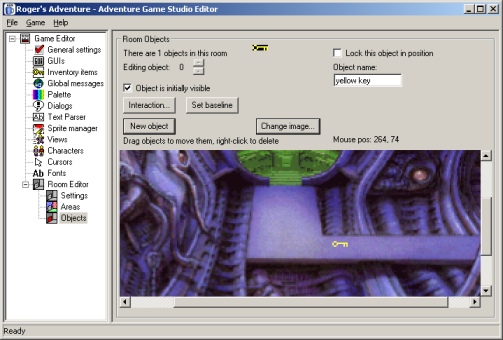 Roger's Adventure - Adventure Game Studio Editor
File Game Help
Game Editor
General settings
GUIs
Inventory items
Global messages
Palette
Dialogs
Text Parser
Sprite manager
Views
Characters
Cursors
Fonts
Room Editor
Settings
Areas
Objects
Room Objects
There are 1 objects in this room
Editing object: 0
Lock this object in position
Object name:
yellow key
Object is initially visible
Interaction... Set baseline
New object Change image...
Drag objects to move them, right-click to delete Mouse pos: 264, 74
Ready